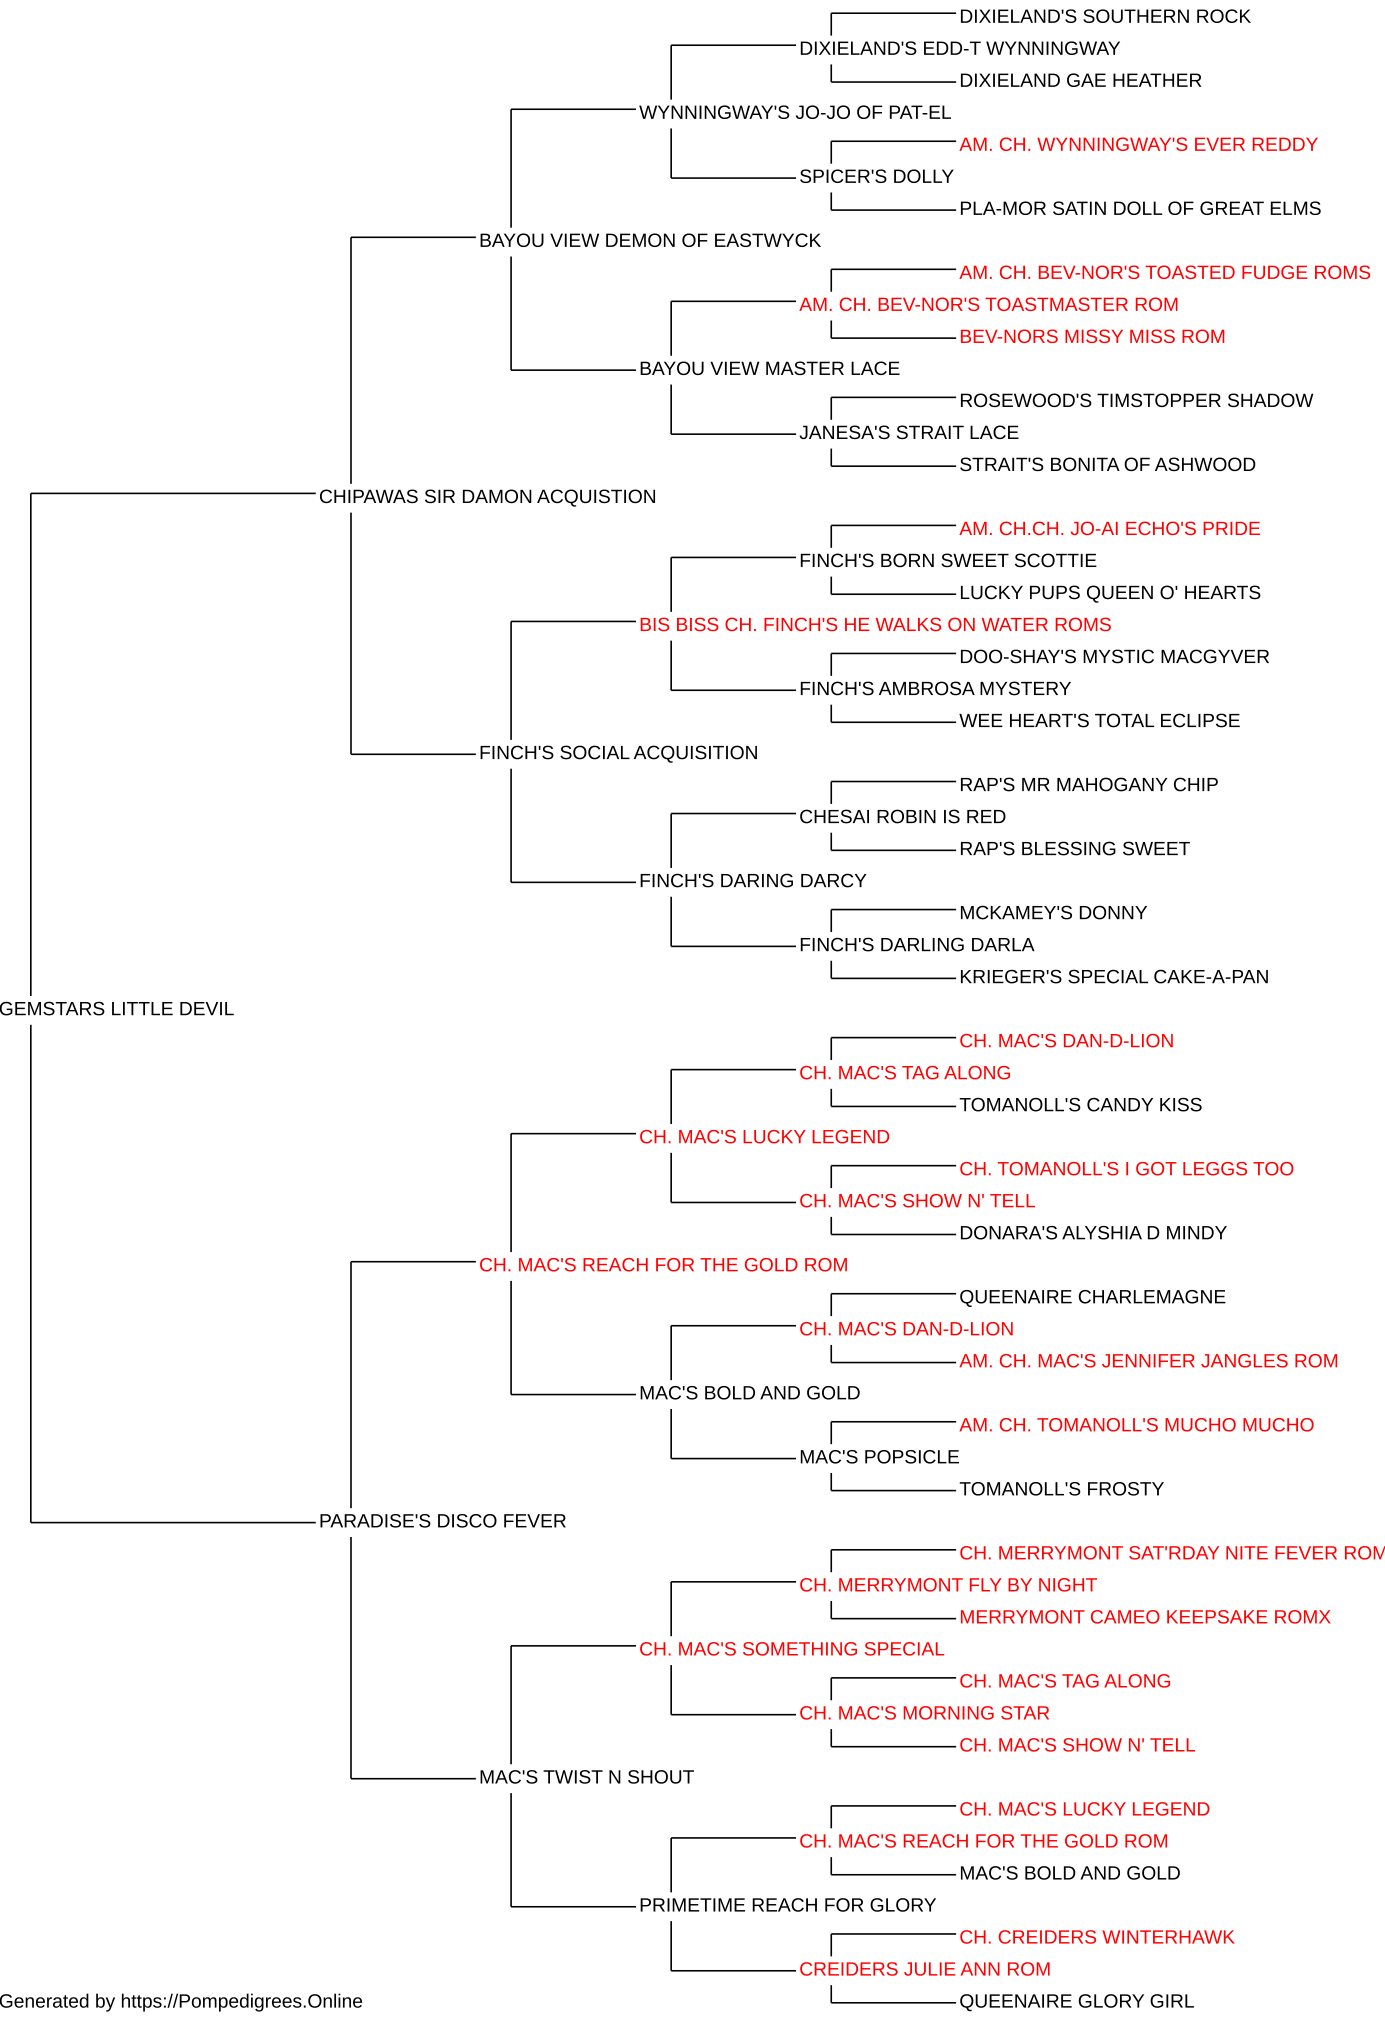 DIXIELAND'S SOUTHERN ROCK
DIXIELAND'S EDD-T WYNNINGWAY
DIXIELAND GAE HEATHER
WYNNINGWAY'S JO-JO OF PAT-EL
AM. CH. WYNNINGWAY'S EVER REDDY
SPICER'S DOLLY
PLA-MOR SATIN DOLL OF GREAT ELMS
BAYOU VIEW DEMON OF EASTWYCK
AM. CH. BEV-NOR'S TOASTED FUDGE ROMS
AM. CH. BEV-NOR'S TOASTMASTER ROM
BEV-NORS MISSY MISS ROM
BAYOU VIEW MASTER LACE
ROSEWOOD'S TIMSTOPPER SHADOW
JANESA'S STRAIT LACE
STRAIT'S BONITA OF ASHWOOD
CHIPAWAS SIR DAMON ACQUISTION
AM. CH.CH. JO-AI ECHO'S PRIDE
FINCH'S BORN SWEET SCOTTIE
LUCKY PUPS QUEEN O' HEARTS
BIS BISS CH. FINCH'S HE WALKS ON WATER ROMS
DOO-SHAY'S MYSTIC MACGYVER
FINCH'S AMBROSA MYSTERY
WEE HEART'S TOTAL ECLIPSE
FINCH'S SOCIAL ACQUISITION
RAP'S MR MAHOGANY CHIP
CHESAI ROBIN IS RED
RAP'S BLESSING SWEET
FINCH'S DARING DARCY
MCKAMEY'S DONNY
FINCH'S DARLING DARLA
KRIEGER'S SPECIAL CAKE-A-PAN
GEMSTARS LITTLE DEVIL
CH. MAC'S DAN-D-LION
CH. MAC'S TAG ALONG
TOMANOLL'S CANDY KISS
CH. MAC'S LUCKY LEGEND
CH. TOMANOLL'S I GOT LEGGS TOO
CH. MAC'S SHOW N' TELL
DONARA'S ALYSHIA D MINDY
CH. MAC'S REACH FOR THE GOLD ROM
QUEENAIRE CHARLEMAGNE
CH. MAC'S DAN-D-LION
AM. CH. MAC'S JENNIFER JANGLES ROM
MAC'S BOLD AND GOLD
AM. CH. TOMANOLL'S MUCHO MUCHO
MAC'S POPSICLE
TOMANOLL'S FROSTY
PARADISE'S DISCO FEVER
CH. MERRYMONT SAT'RDAY NITE FEVER ROM
CH. MERRYMONT FLY BY NIGHT
MERRYMONT CAMEO KEEPSAKE ROMX
CH. MAC'S SOMETHING SPECIAL
CH. MAC'S TAG ALONG
CH. MAC'S MORNING STAR
CH. MAC'S SHOW N' TELL
MAC'S TWIST N SHOUT
CH. MAC'S LUCKY LEGEND
CH. MAC'S REACH FOR THE GOLD ROM
MAC'S BOLD AND GOLD
PRIMETIME REACH FOR GLORY
CH. CREIDERS WINTERHAWK
CREIDERS JULIE ANN ROM
QUEENAIRE GLORY GIRL
Generated by https://Pompedigrees.Online